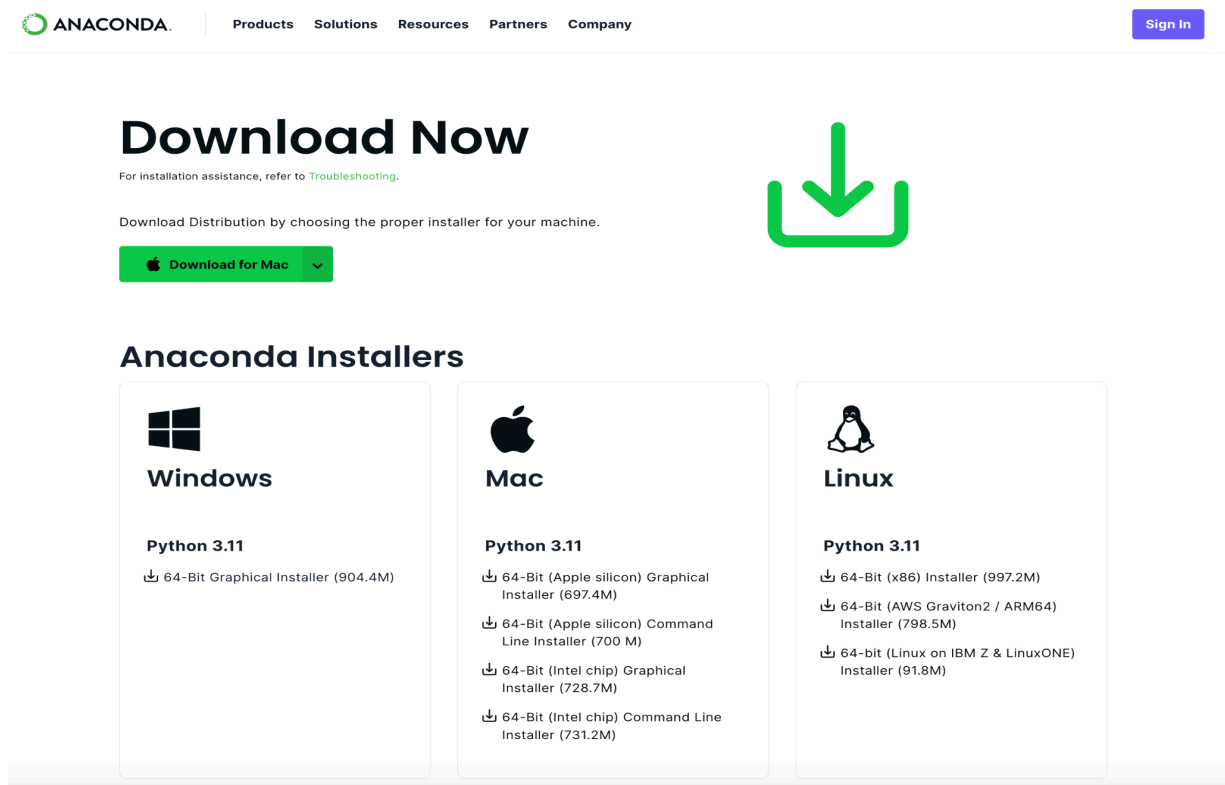 ANACONDA.
Products Solutions Resources Partners Company
Sign In
Download Now
For installation assistance, refer to Troubleshooting.
Download Distribution by choosing the proper installer for your machine.
Download for Mac
Anaconda Installers
Windows
Python 3.11
64-Bit Graphical Installer (904.4M)
Mac
Python 3.11
64-Bit (Apple silicon) Graphical
Installer (697.4M)
64-Bit (Apple silicon) Command
Line Installer (700 M)
64-Bit (Intel chip) Graphical
Installer (728.7M)
64-Bit (Intel chip) Command Line
Installer (731.2M)
Linux
Python 3.11
64-Bit (x86) Installer (997.2M)
64-Bit (AWS Graviton2 / ARM64)
Installer (798.5M)
64-bit (Linux on IBM Z & LinuxONE)
Installer (91.8M)